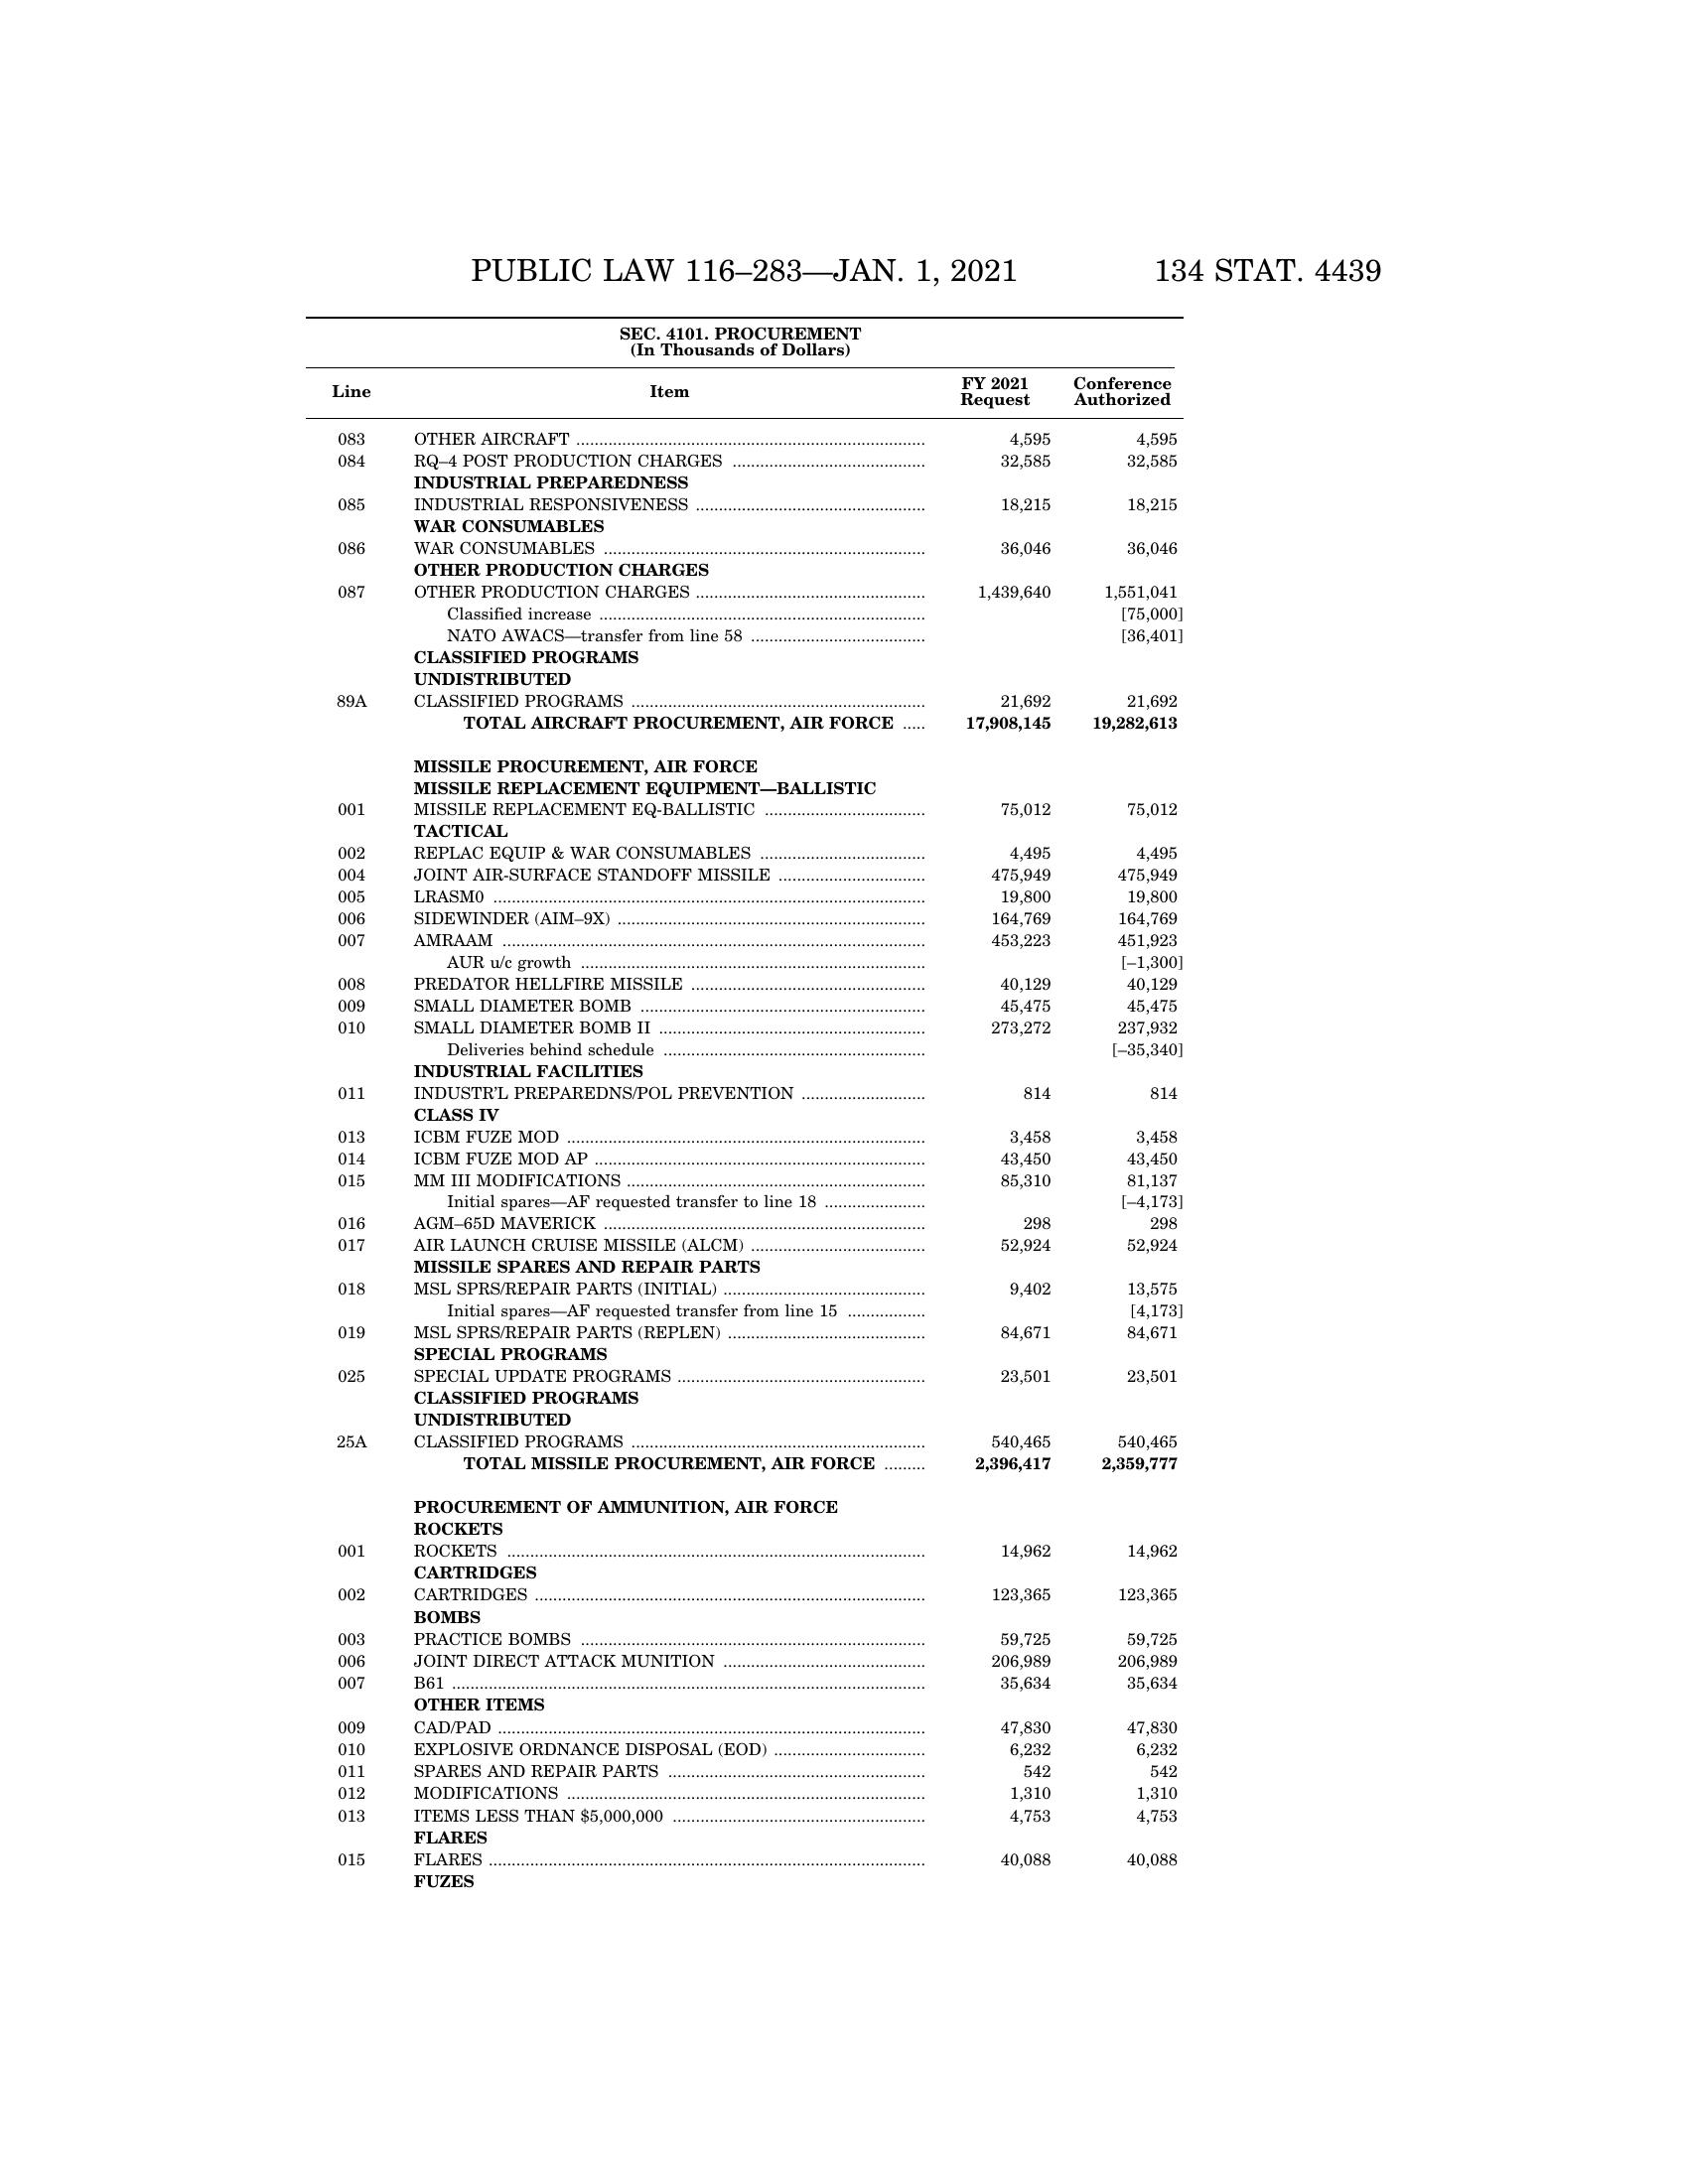 PUBLIC LAW 116–283—JAN. 1, 2021 134 STAT. 4439
SEC. 4101. PROCUREMENT
(In Thousands of Dollars)
Line Item FY 2021 Request Conference Authorized
083 OTHER AIRCRAFT 4,595 4,595
084 RQ–4 POST PRODUCTION CHARGES 32,585 32,585
INDUSTRIAL PREPAREDNESS
085 INDUSTRIAL RESPONSIVENESS 18,215 18,215
WAR CONSUMABLES
086 WAR CONSUMABLES 36,046 36,046
OTHER PRODUCTION CHARGES
087 OTHER PRODUCTION CHARGES 1,439,640 1,551,041
Classified increase [75,000]
NATO AWACS—transfer from line 58 [36,401]
CLASSIFIED PROGRAMS
UNDISTRIBUTED
89A CLASSIFIED PROGRAMS 21,692 21,692
TOTAL AIRCRAFT PROCUREMENT, AIR FORCE 17,908,145 19,282,613
MISSILE PROCUREMENT, AIR FORCE
MISSILE REPLACEMENT EQUIPMENT—BALLISTIC
001 MISSILE REPLACEMENT EQ-BALLISTIC 75,012 75,012
TACTICAL
002 REPLAC EQUIP & WAR CONSUMABLES 4,495 4,495
004 JOINT AIR-SURFACE STANDOFF MISSILE 475,949 475,949
005 LRASM0 19,800 19,800
006 SIDEWINDER (AIM–9X) 164,769 164,769
007 AMRAAM 453,223 451,923
AUR u/c growth [–1,300]
008 PREDATOR HELLFIRE MISSILE 40,129 40,129
009 SMALL DIAMETER BOMB 45,475 45,475
010 SMALL DIAMETER BOMB II 273,272 237,932
Deliveries behind schedule [–35,340]
INDUSTRIAL FACILITIES
011 INDUSTR'L PREPAREDNS/POL PREVENTION 814 814
CLASS IV
013 ICBM FUZE MOD 3,458 3,458
014 ICBM FUZE MOD AP 43,450 43,450
015 MM III MODIFICATIONS 85,310 81,137
Initial spares—AF requested transfer to line 18 [–4,173]
016 AGM–65D MAVERICK 298 298
017 AIR LAUNCH CRUISE MISSILE (ALCM) 52,924 52,924
MISSILE SPARES AND REPAIR PARTS
018 MSL SPRS/REPAIR PARTS (INITIAL) 9,402 13,575
Initial spares—AF requested transfer from line 15 [4,173]
019 MSL SPRS/REPAIR PARTS (REPLEN) 84,671 84,671
SPECIAL PROGRAMS
025 SPECIAL UPDATE PROGRAMS 23,501 23,501
CLASSIFIED PROGRAMS
UNDISTRIBUTED
25A CLASSIFIED PROGRAMS 540,465 540,465
TOTAL MISSILE PROCUREMENT, AIR FORCE 2,396,417 2,359,777
PROCUREMENT OF AMMUNITION, AIR FORCE
ROCKETS
001 ROCKETS 14,962 14,962
CARTRIDGES
002 CARTRIDGES 123,365 123,365
BOMBS
003 PRACTICE BOMBS 59,725 59,725
006 JOINT DIRECT ATTACK MUNITION 206,989 206,989
007 B61 35,634 35,634
OTHER ITEMS
009 CAD/PAD 47,830 47,830
010 EXPLOSIVE ORDNANCE DISPOSAL (EOD) 6,232 6,232
011 SPARES AND REPAIR PARTS 542 542
012 MODIFICATIONS 1,310 1,310
013 ITEMS LESS THAN $5,000,000 4,753 4,753
FLARES
015 FLARES 40,088 40,088
FUZES